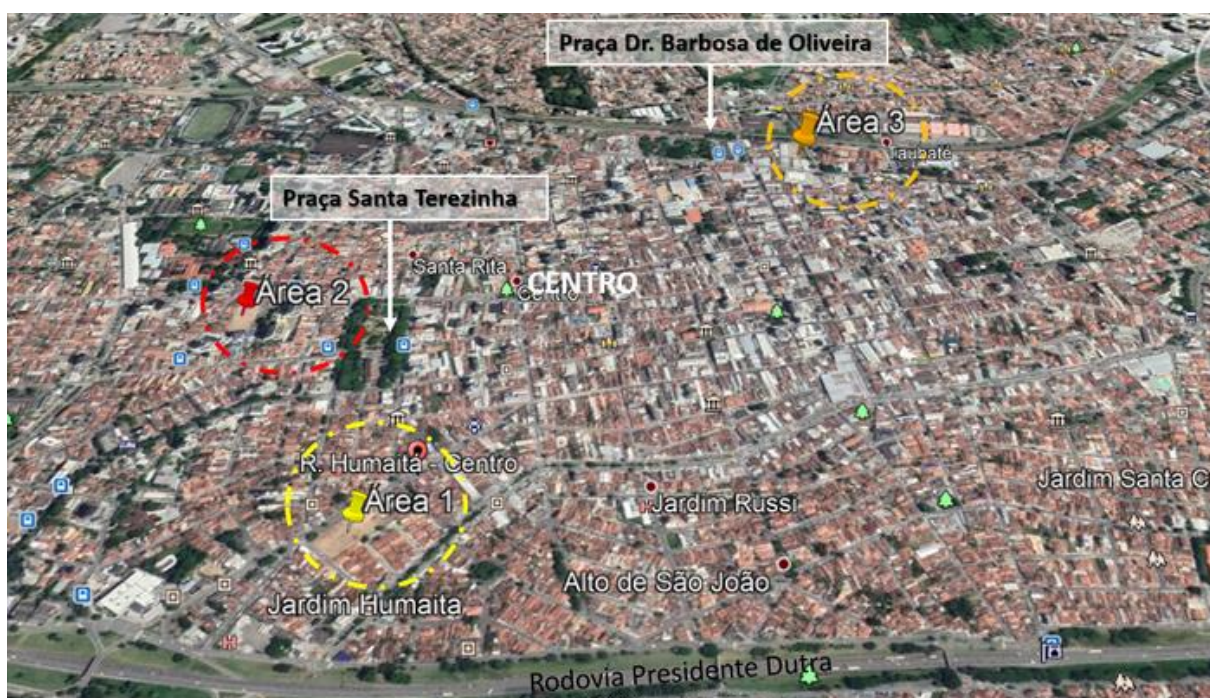 Praça Dr. Barbosa de Oliveira
Área 3
Taubaté
Praça Santa Terezinha
Santa Rita
CENTRO
Centro
Área 2
R. Humaitá - Centro
Área 1
Jardim Russi
Jardim Santa C
Alto de São João
Jardim Humaita
H
Rodovia Presidente Dutra